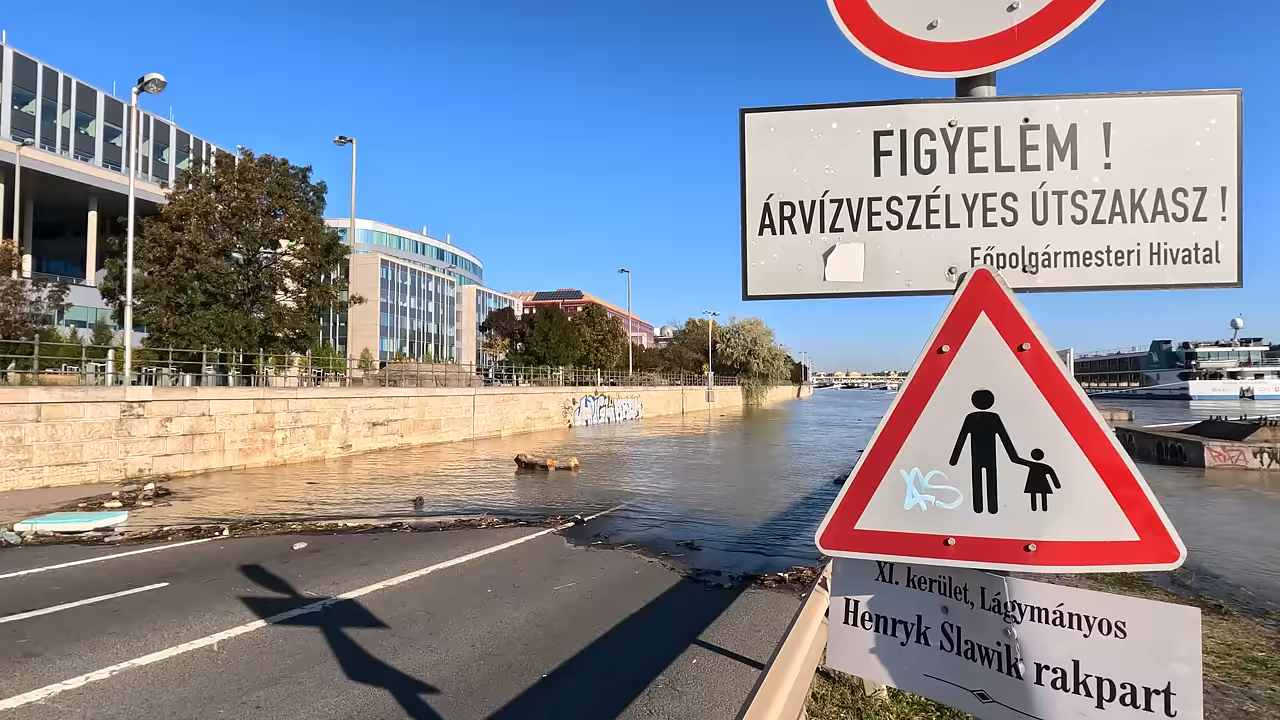 FIGYELEM !
ÁRVÍZVESZÉLYES ÚTSZAKASZ !
Főpolgármesteri Hivatal
XI. kerület, Lágymányos
Henryk Slawik rakpart